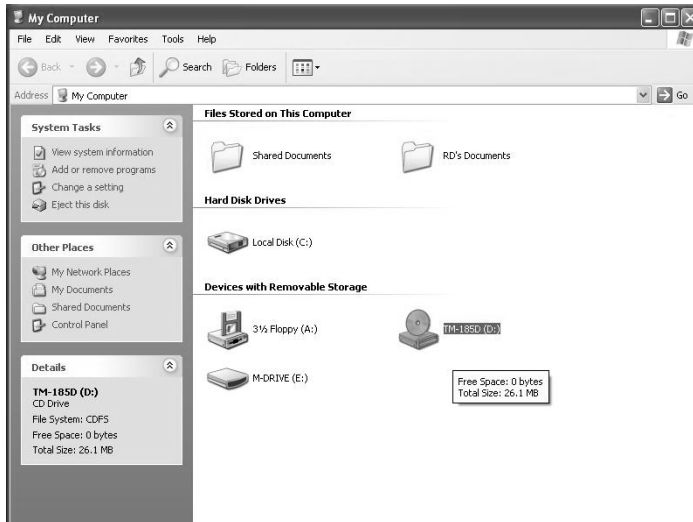 My Computer
File Edit View Favorites Tools Help
Back Search Folders
Address My Computer Go
System Tasks
View system information
Add or remove programs
Change a setting
Eject this disk
Other Places
My Network Places
My Documents
Shared Documents
Control Panel
Details
TM-185D (D:)
CD Drive
File System: CDFS
Free Space: 0 bytes
Total Size: 26.1 MB
Files Stored on This Computer
Shared Documents RD's Documents
Hard Disk Drives
Local Disk (C:)
Devices with Removable Storage
3½ Floppy (A:) TM-185D (D:)
M-DRIVE (E:)
Free Space: 0 bytes
Total Size: 26.1 MB